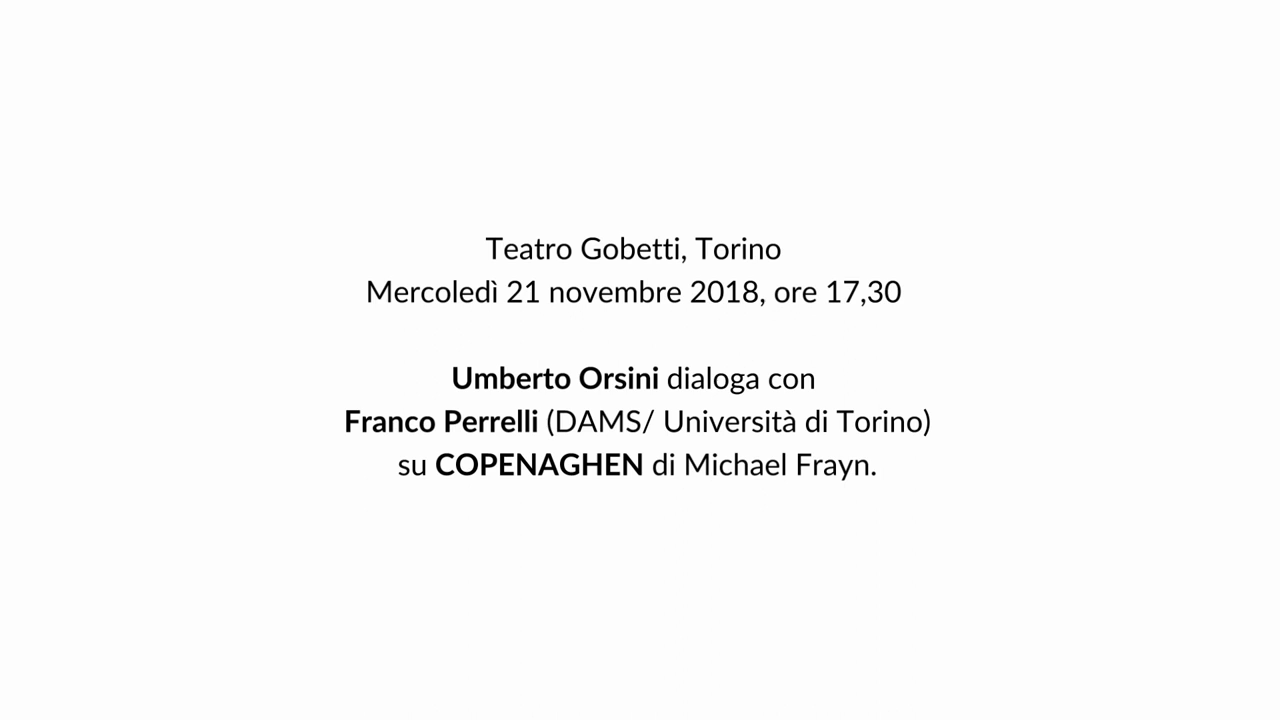 Teatro Gobetti, Torino
Mercoledì 21 novembre 2018, ore 17,30
Umberto Orsini dialoga con
Franco Perrelli (DAMS/ Università di Torino)
su COPENAGHEN di Michael Frayn.